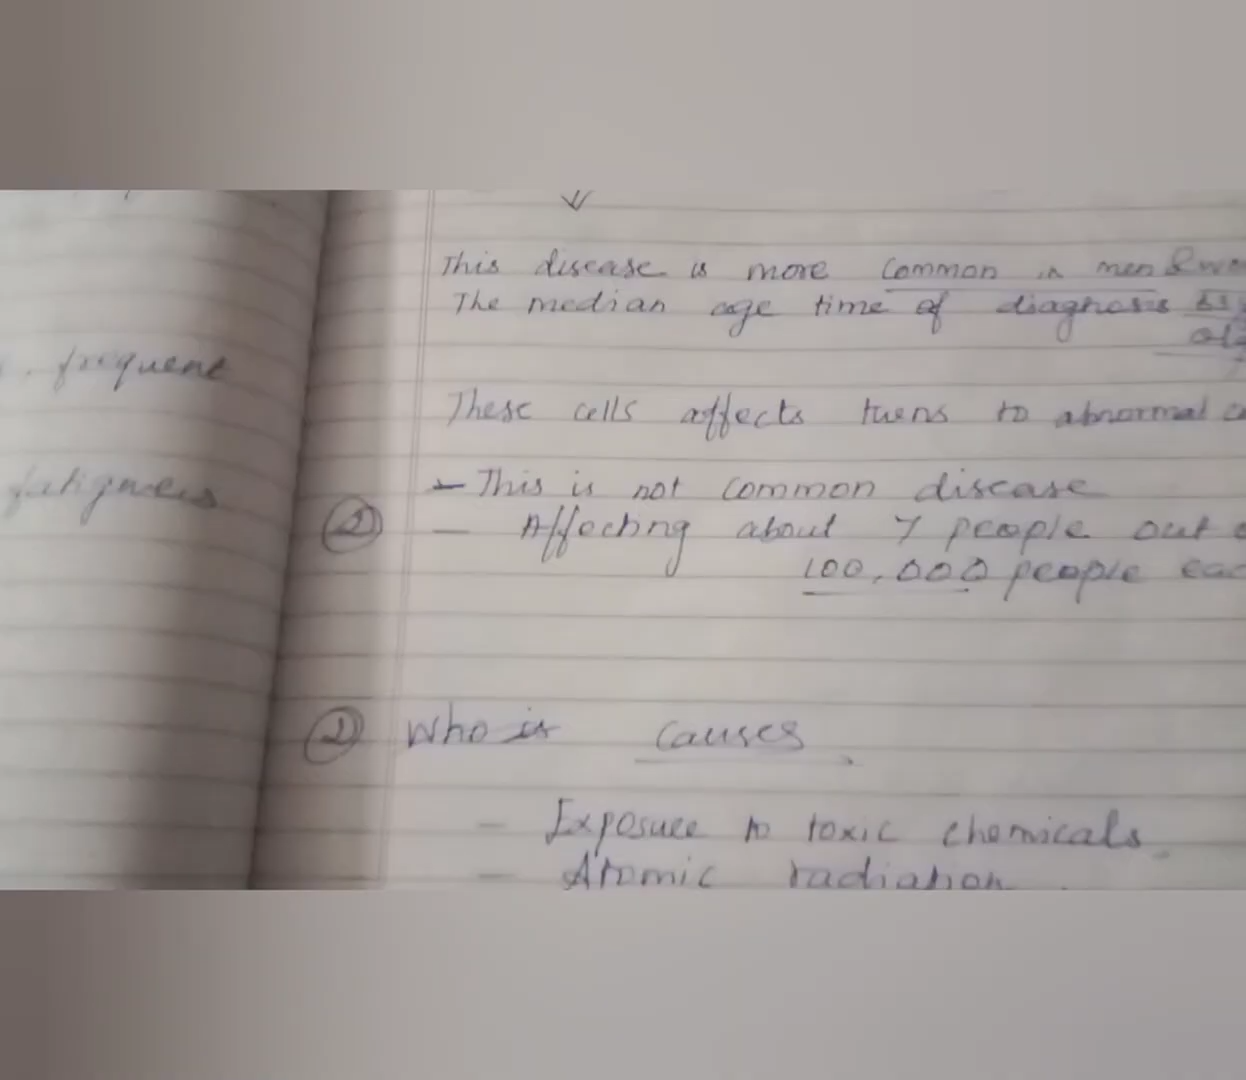 frequent
This disease is more common in men &
The median age time of diagnosis
These cells affects turns to abnormal
- This is not common disease
② - Affecting about 7 people out
100,000 people
② Who is causes
- Exposure to toxic chemicals
- Atomic radiation